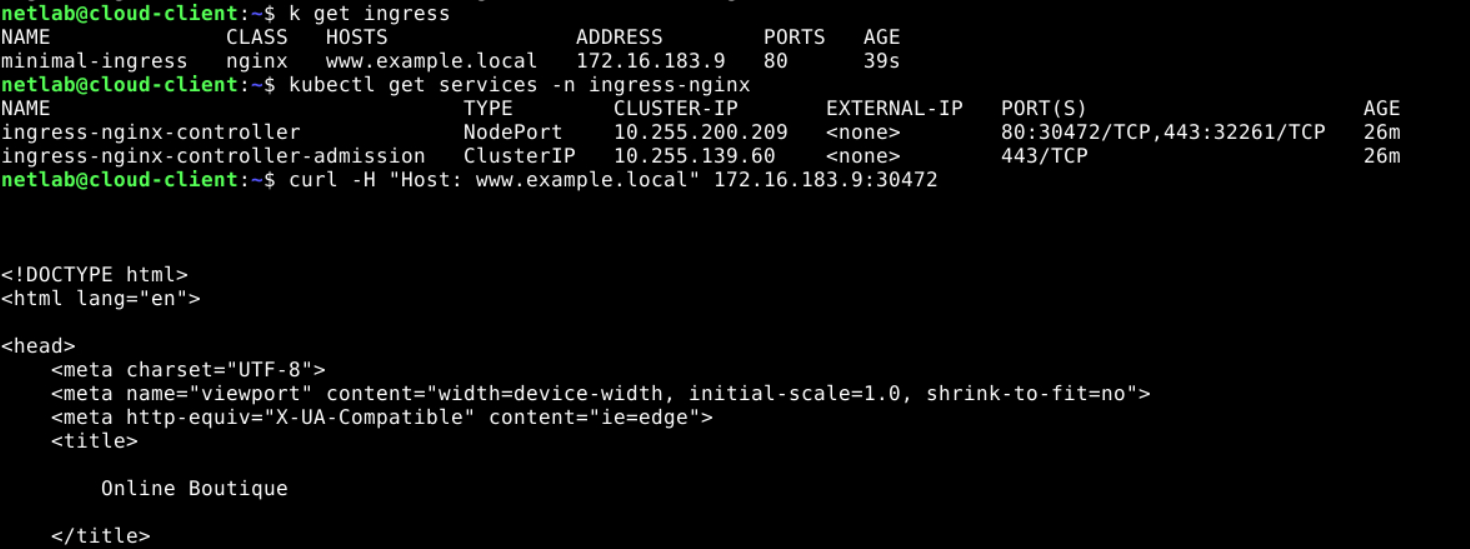 netlab@cloud-client:~$ k get ingress
NAME              CLASS   HOSTS               ADDRESS        PORTS   AGE
minimal-ingress   nginx   www.example.local   172.16.183.9   80      39s
netlab@cloud-client:~$ kubectl get services -n ingress-nginx
NAME                                 TYPE        CLUSTER-IP       EXTERNAL-IP   PORT(S)                      AGE
ingress-nginx-controller             NodePort    10.255.200.209   <none>        80:30472/TCP,443:32261/TCP   26m
ingress-nginx-controller-admission   ClusterIP   10.255.139.60    <none>        443/TCP                      26m
netlab@cloud-client:~$ curl -H "Host: www.example.local" 172.16.183.9:30472
<!DOCTYPE html>
<html lang="en">
<head>
    <meta charset="UTF-8">
    <meta name="viewport" content="width=device-width, initial-scale=1.0, shrink-to-fit=no">
    <meta http-equiv="X-UA-Compatible" content="ie=edge">
    <title>
        Online Boutique
    </title>